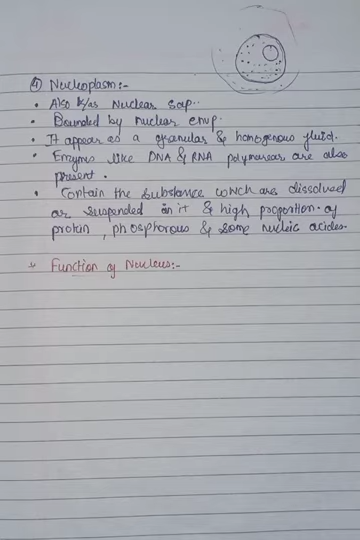 ④ Nucleoplasm:-
• Also k/as Nuclear sap.
• Bounded by nuclear envp.
• It appear as a granular & homogenous fluid.
• Enzyms like DNA & RNA polymerases are also
present.
• Contain the substance which are dissolved
or suspended in it & high proportion of
protein, phosphorous & some nucleic acides.
* Function of Nucleus:-